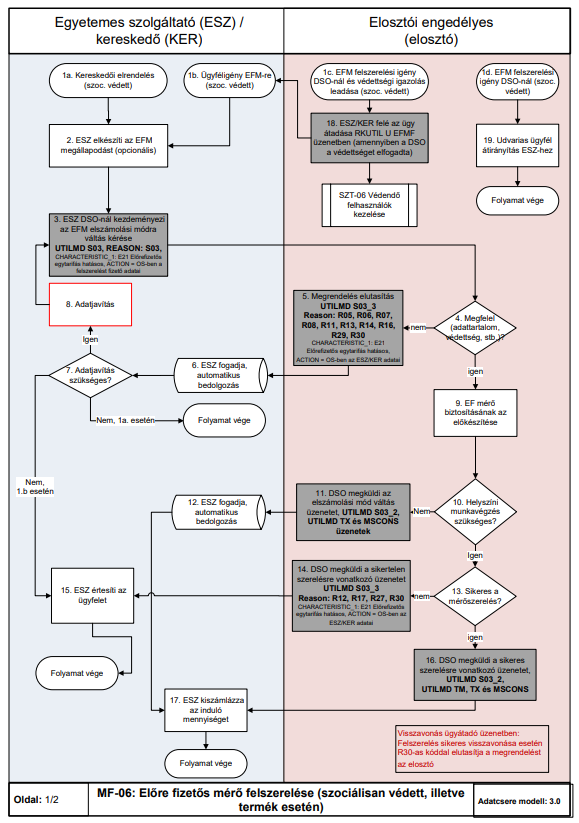 Egyetemes szolgáltató (ESZ) /
kereskedő (KER)
Elosztói engedélyes
(elosztó)
1a. Kereskedői elrendelés
(szoc. védett)
1b. Ügyféligény EFM-re
(szoc. védett)
1c. EFM felszerelési igény
DSO-nál és védettségi igazolás
leadása (szoc. védett)
1d. EFM felszerelési
igény DSO-nál (szoc.
védett)
2. ESZ elkészíti az EFM
megállapodást (opcionális)
18. ESZ/KER felé az ügy
átadása RKUTIL U EFMF
üzenetben (amennyiben a DSO
a védettséget elfogadta)
19. Udvarias ügyfél
átirányítás ESZ-hez
SZT-06 Védendő
felhasználók
kezelése
Folyamat vége
3. ESZ DSO-nál kezdeményezi
az EFM elszámolási módra
váltás kérése
UTILMD S03, REASON: S03,
CHARACTERISTIC_1: E21 Előrefizetős
egytarifás hatásos, ACTION = OS-ben a
felszerelést fizető adatai
8. Adatjavítás
Igen
7. Adatjavítás
szükséges?
6. ESZ fogadja,
automatikus
bedolgozás
5. Megrendelés elutasítás
UTILMD S03_3
Reason: R05, R06, R07,
R08, R11, R13, R14, R16,
R29, R30
CHARACTERISTIC_1: E21
Előrefizetős egytarifás hatásos,
ACTION = OS-ben az ESZ/KER adatai
nem
4. Megfelel
(adattartalom,
védettség, stb.)?
igen
Nem, 1a. esetén
Folyamat vége
9. EF mérő
biztosításának az
előkészítése
Nem,
1.b esetén
12. ESZ fogadja,
automatikus
bedolgozás
11. DSO megküldi az
elszámolási mód váltás
üzenetet, UTILMD S03_2,
UTILMD TX és MSCONS
üzenetek
Nem
10. Helyszíni
munkavégzés
szükséges?
Igen
15. ESZ értesíti az
ügyfelet
14. DSO megküldi a sikertelen
szerelésre vonatkozó üzenetet
UTILMD S03_3
Reason: R12, R17, R27, R30
CHARACTERISTIC_1: E21 Előrefizetős
egytarifás hatásos, ACTION = OS-ben az
ESZ/KER adatai
nem
13. Sikeres a
mérőszerelés?
igen
Folyamat vége
16. DSO megküldi a sikeres
szerelésre vonatkozó üzenetet,
UTILMD S03_2,
UTILMD TM, TX és MSCONS
17. ESZ kiszámlázza
az induló
mennyiséget
Folyamat vége
Visszavonás ügyátadó üzenetben:
Felszerelés sikeres visszavonása esetén
R30-as kóddal elutasítja a megrendelést
az elosztó
Oldal: 1/2
MF-06: Előre fizetős mérő felszerelése (szociálisan védett, illetve
termék esetén)
Adatcsere modell: 3.0